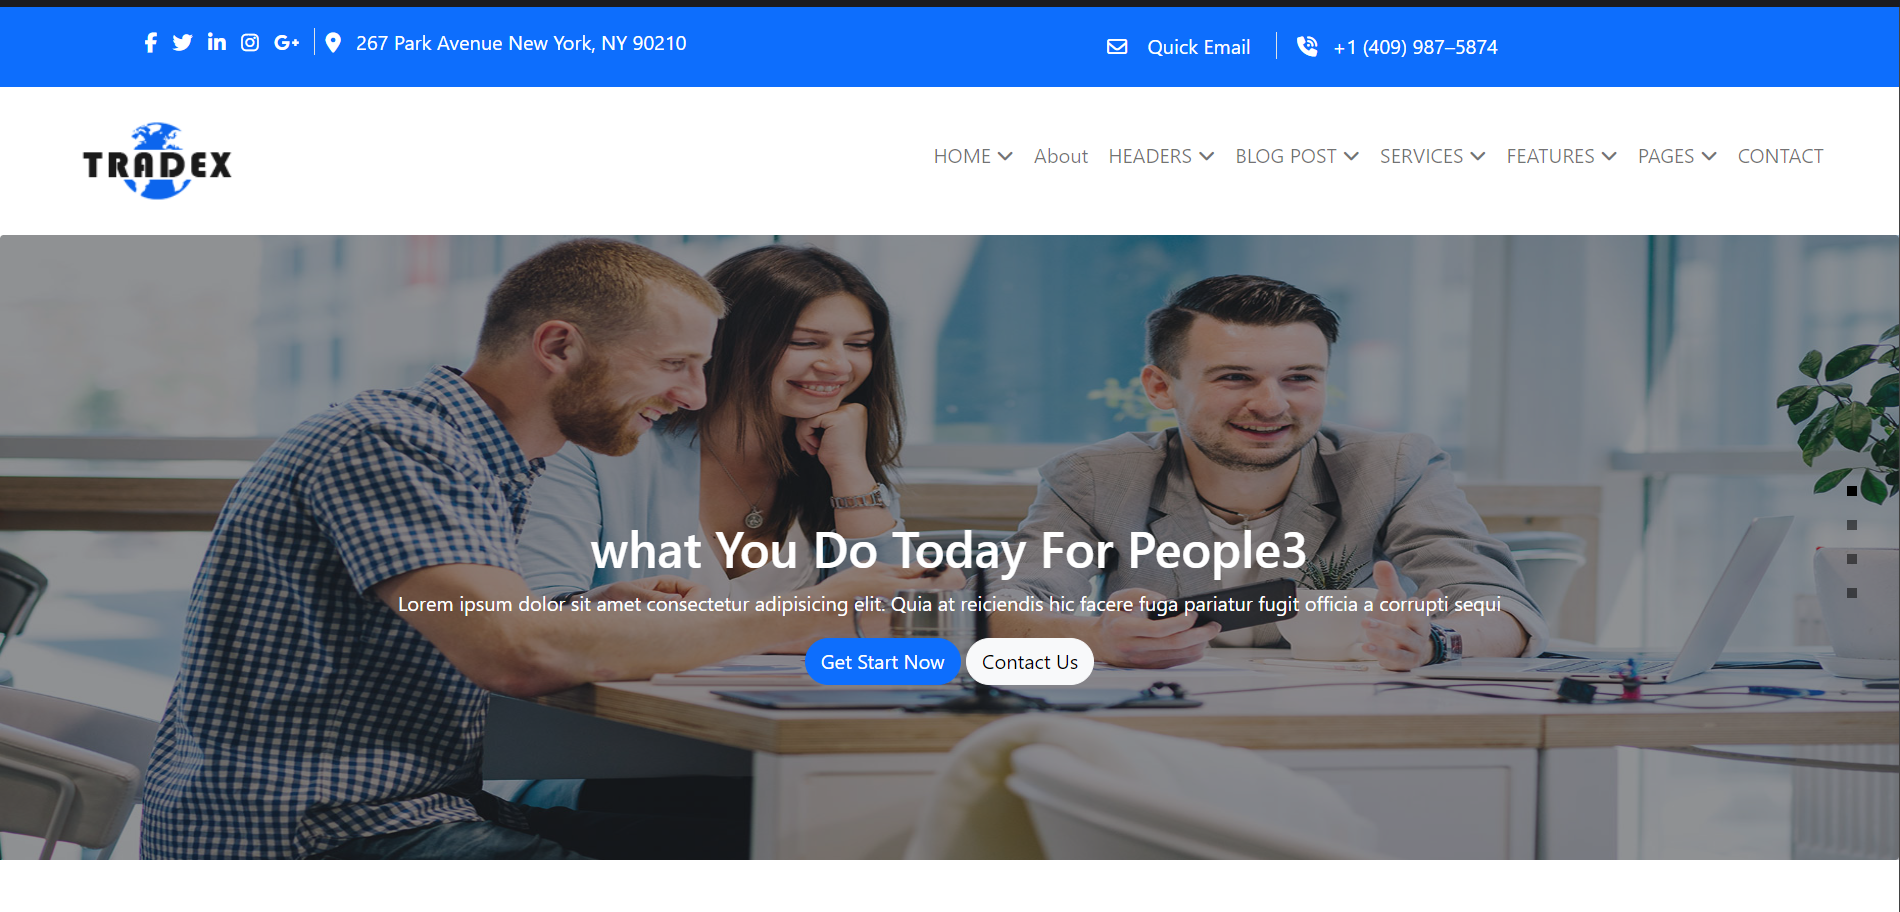 267 Park Avenue New York, NY 90210
Quick Email
+1 (409) 987–5874
TRADEX
HOME
About
HEADERS
BLOG POST
SERVICES
FEATURES
PAGES
CONTACT
what You Do Today For People3
Lorem ipsum dolor sit amet consectetur adipisicing elit. Quia at reiciendis hic facere fuga pariatur fugit officia a corrupti sequi
Get Start Now
Contact Us